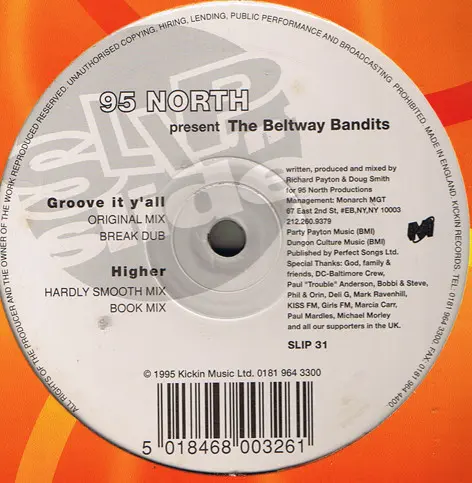 ALL RIGHTS OF THE PRODUCER AND THE OWNER OF THE WORK REPRODUCED RESERVED. UNAUTHORISED COPYING, HIRING, LENDING, PUBLIC PERFORMANCE AND BROADCASTING PROHIBITED. MADE IN ENGLAND. KICKIN RECORDS. TEL. 0181 964 3300 FAX. 0181 964 4400
SLIP
'n'
Slide
95 NORTH
present The Beltway Bandits
Groove it y'all
ORIGINAL MIX
BREAK DUB
Higher
HARDLY SMOOTH MIX
BOOK MIX
written, produced and mixed by
Richard Payton & Doug Smith
for 95 North Productions
Management: Monarch MGT
67 East 2nd St, #EB,NY,NY 10003
212.260.9379
Party Payton Music (BMI)
Dungon Culture Music (BMI)
Published by Perfect Songs Ltd.
Special Thanks: God, family &
friends, DC-Baltimore Crew,
Paul "Trouble" Anderson, Bobbi & Steve,
Phil & Orin, Deli G, Mark Ravenhill,
KISS FM, Girls FM, Marcia Carr,
Paul Mardles, Michael Morley
and all our supporters in the UK.
SLIP 31
© 1995 Kickin Music Ltd. 0181 964 3300
5 018468 003261